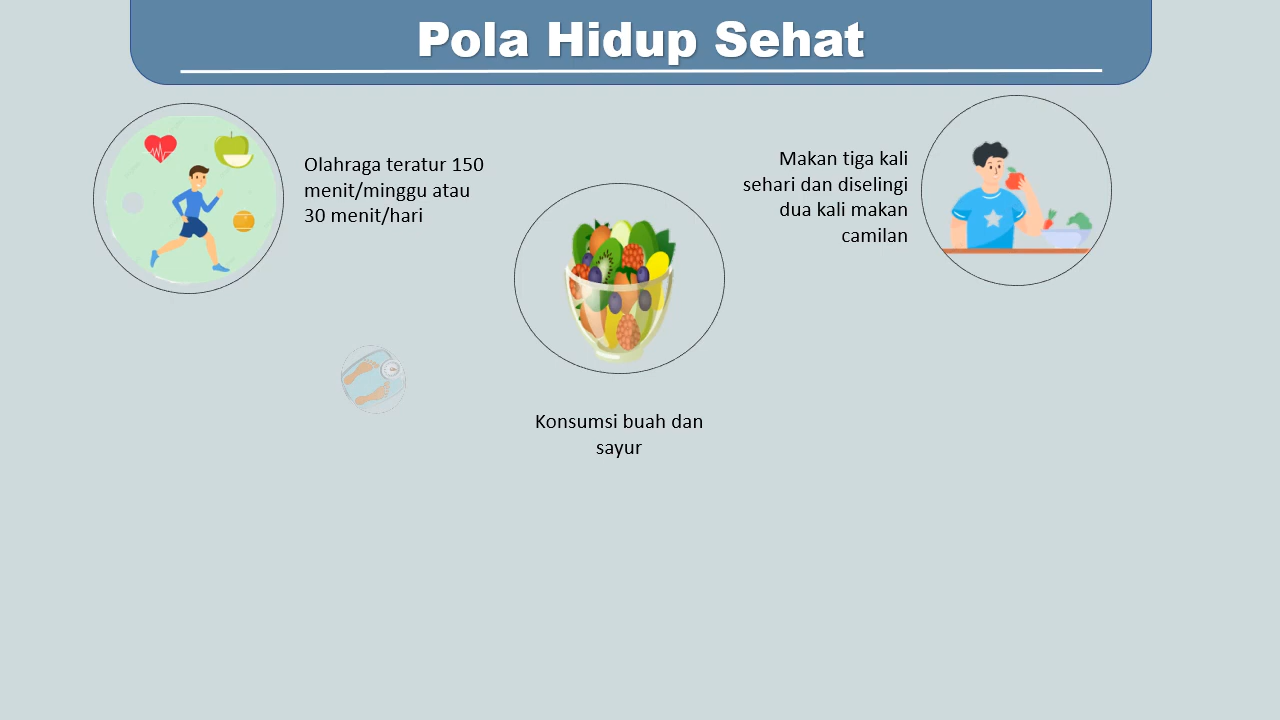 Pola Hidup Sehat
Olahraga teratur 150
menit/minggu atau
30 menit/hari
Makan tiga kali
sehari dan diselingi
dua kali makan
camilan
Konsumsi buah dan
sayur